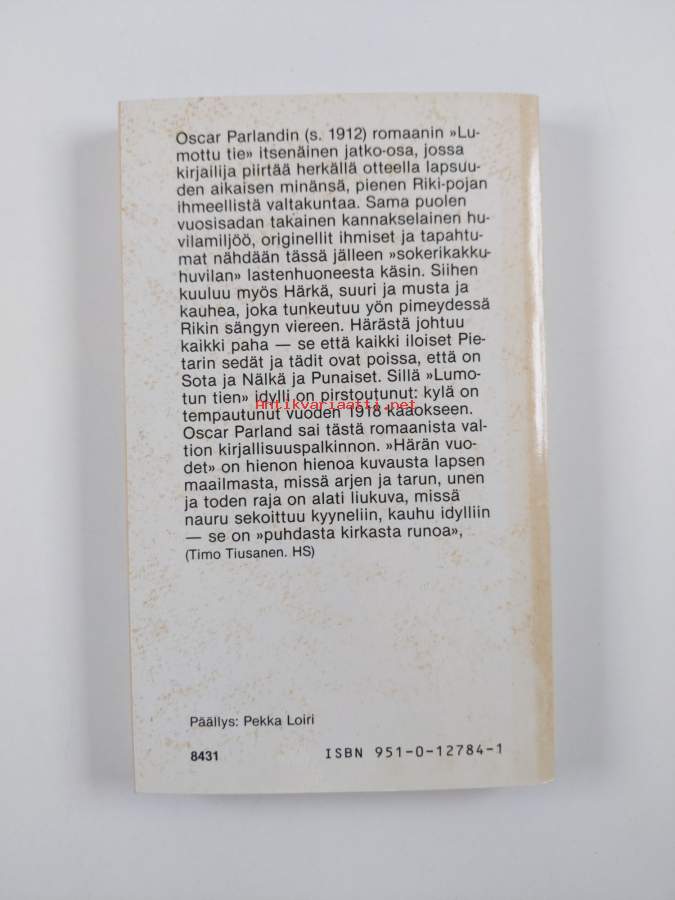 Oscar Parlandin (s. 1912) romaanin »Lu-
mottu tie» itsenäinen jatko-osa, jossa
kirjailija piirtää herkällä otteella lapsuu-
den aikaisen minänsä, pienen Riki-pojan
ihmeellistä valtakuntaa. Sama puolen
vuosisadan takainen kannakselainen hu-
vilamiljöö, originellit ihmiset ja tapahtu-
mat nähdään tässä jälleen »sokerikakku-
huvilan» lastenhuoneesta käsin. Siihen
kuuluu myös Härkä, suuri ja musta ja
kauhea, joka tunkeutuu yön pimeydessä
Rikin sängyn viereen. Härästä johtuu
kaikki paha — se että kaikki iloiset Pie-
tarin sedät ja tädit ovat poissa, että on
Sota ja Nälkä ja Punaiset. Sillä »Lumo-
tun tien» idylli on pirstoutunut: kylä on
Antikvariaatti.net
tempautunut vuoden 1918 kaaokseen.
Oscar Parland sai tästä romaanista val-
tion kirjallisuuspalkinnon. »Härän vuo-
det» on hienon hienoa kuvausta lapsen
maailmasta, missä arjen ja tarun, unen
ja toden raja on alati liukuva, missä
nauru sekoittuu kyyneliin, kauhu idylliin
— se on »puhdasta kirkasta runoa»,
(Timo Tiusanen. HS)
Päällys: Pekka Loiri
8431 ISBN 951-0-12784-1